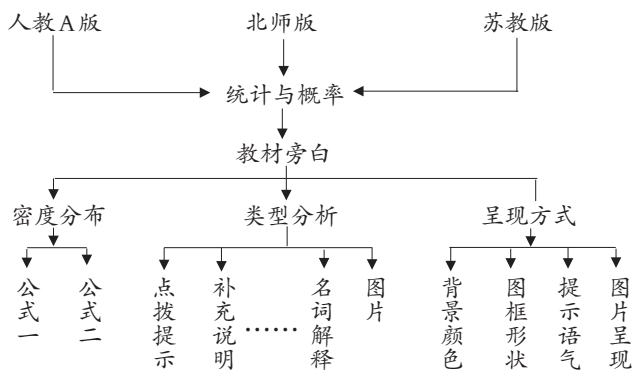 人教A版 北师版 苏教版
统计与概率
教材旁白
密度分布 类型分析 呈现方式
公式一 公式二 点拨提示 补充说明 …… 名词解释 图片 背景颜色 图框形状 提示语气 图片呈现